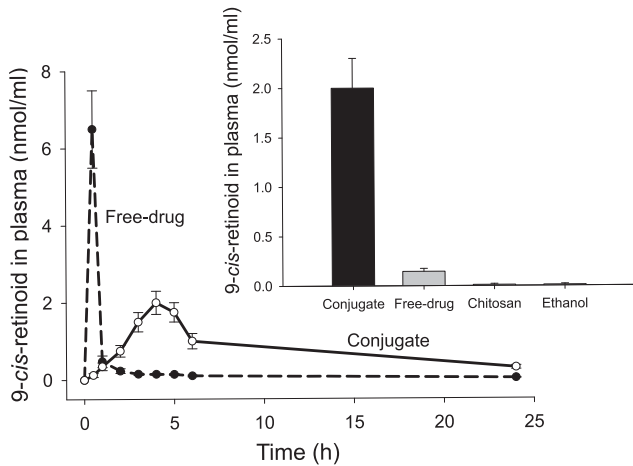 9-cis-retinoid in plasma (nmol/ml)
8
6
4
2
0
Free-drug
Conjugate
0
5
10
15
20
25
Time (h)
9-cis-retinoid in plasma (nmol/ml)
2.5
2.0
1.5
1.0
0.5
0.0
Conjugate Free-drug Chitosan Ethanol